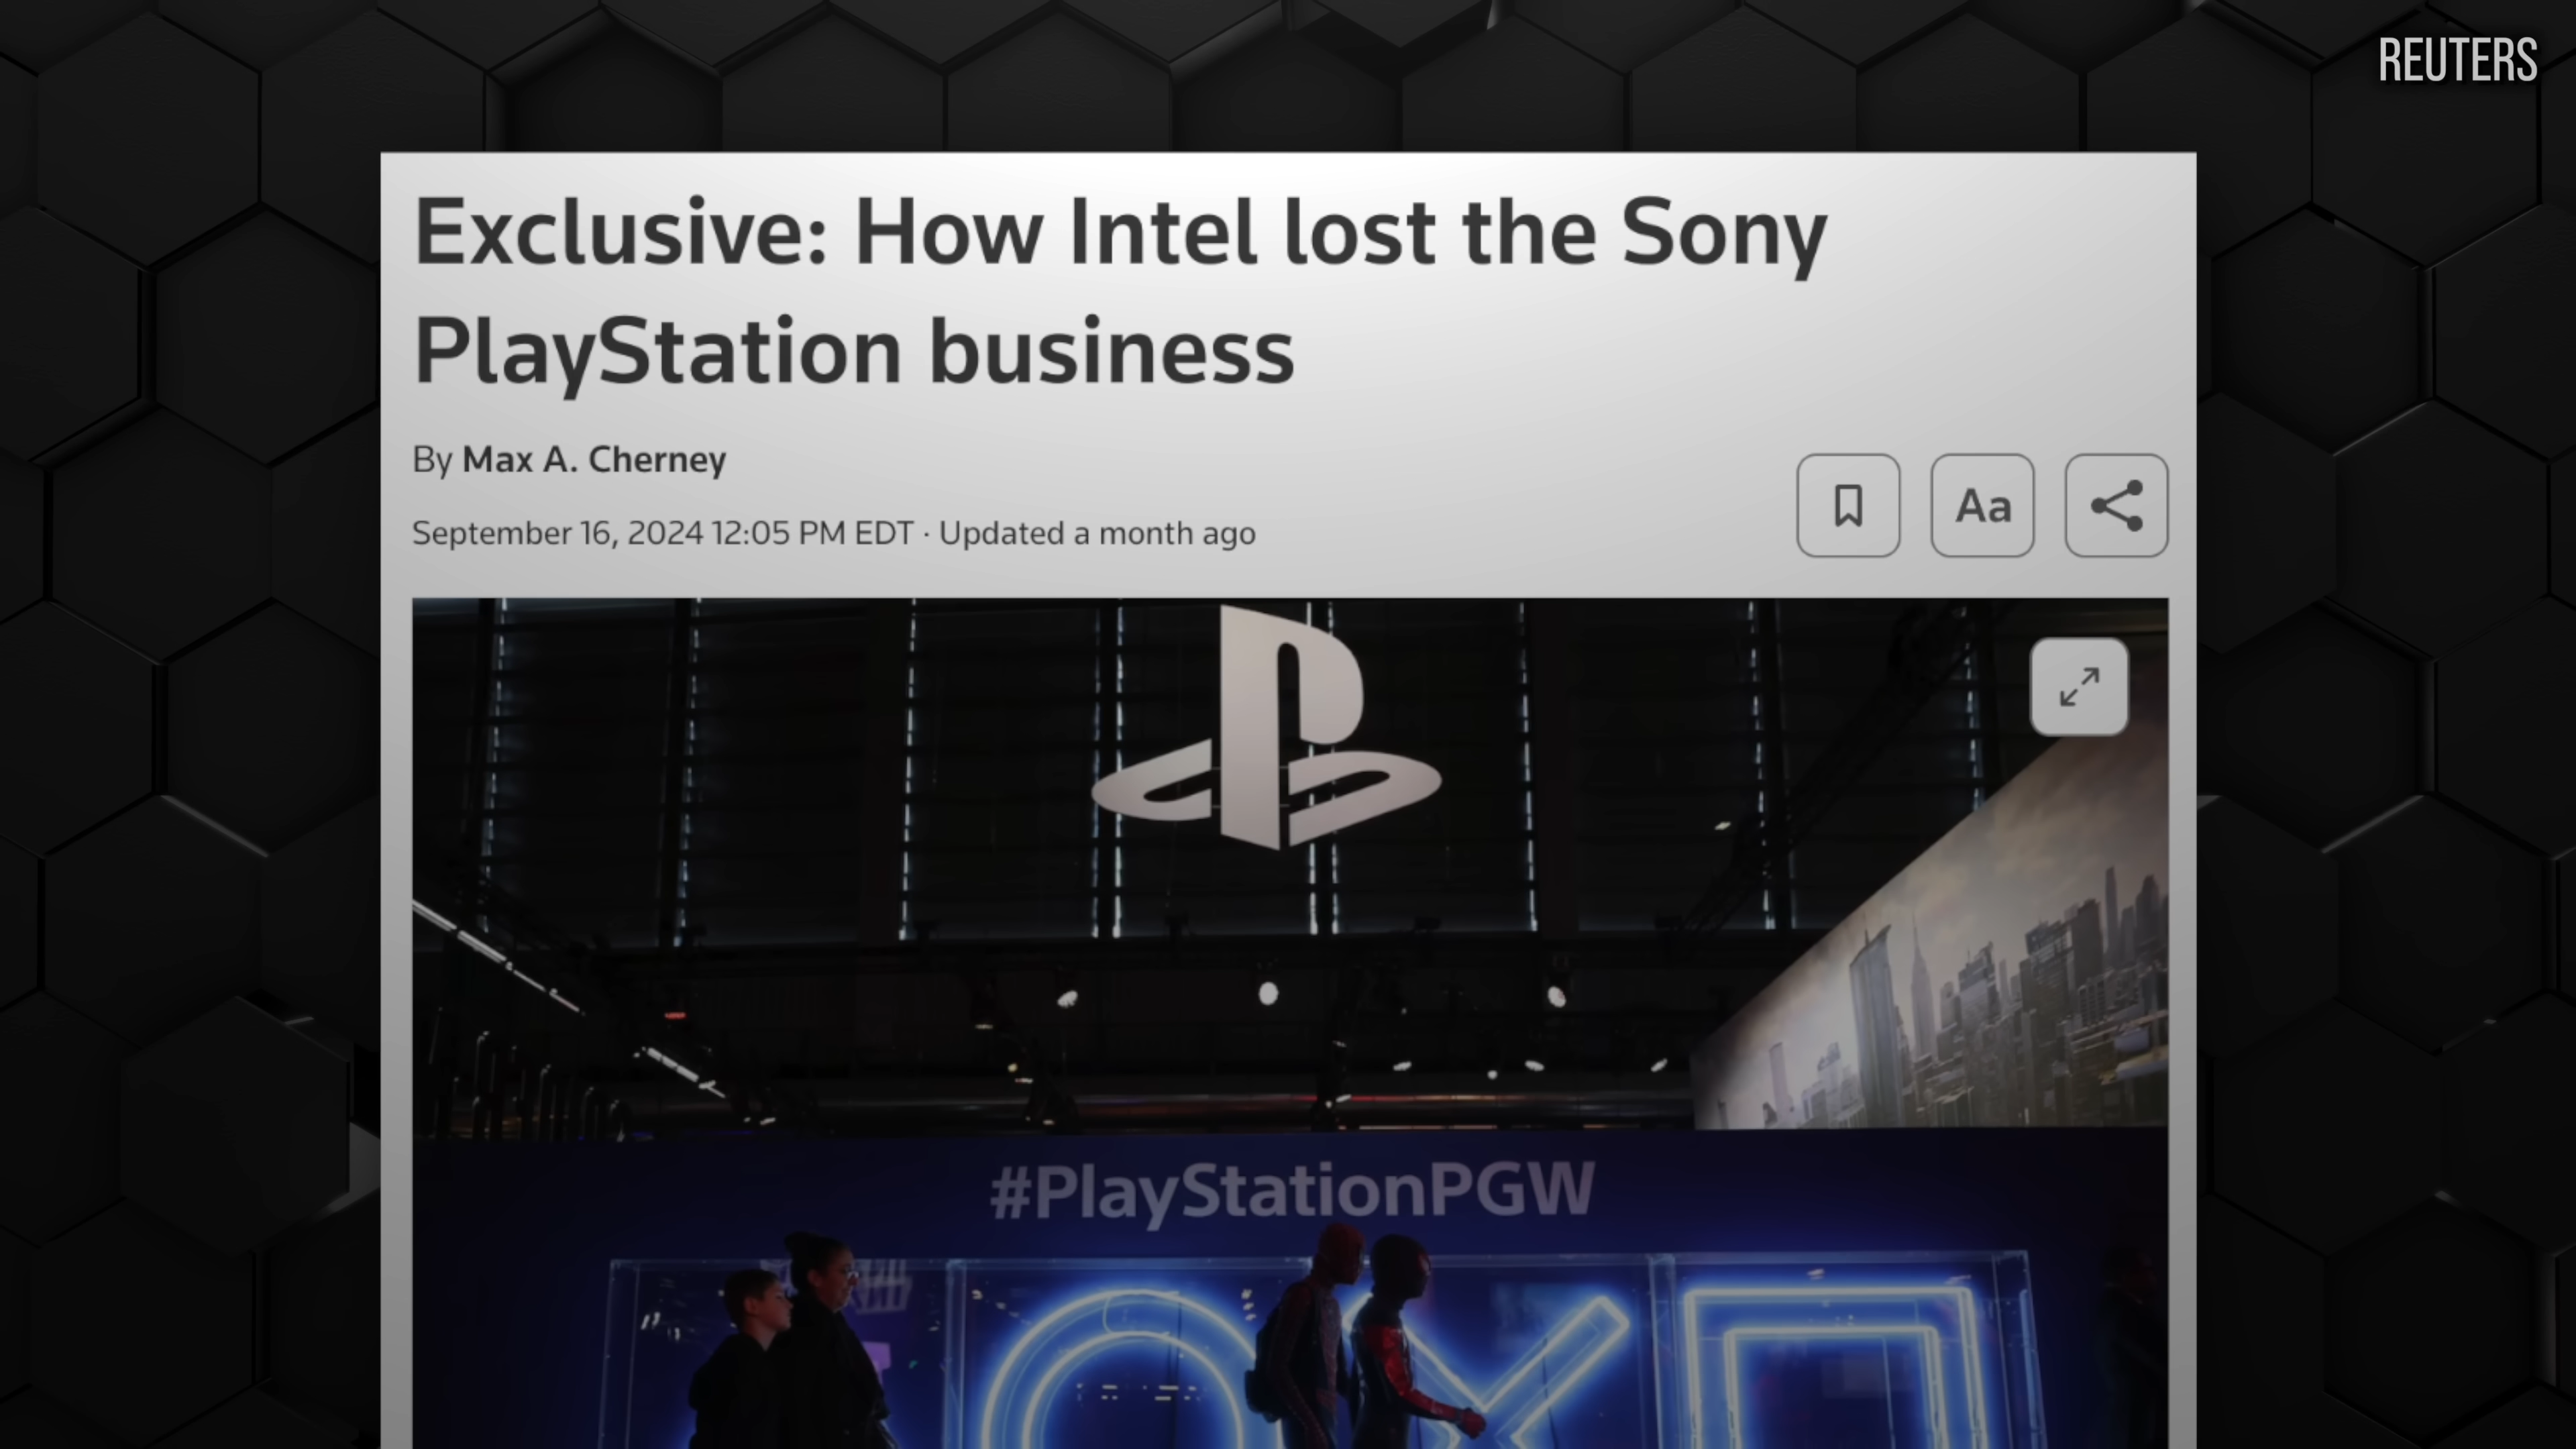 REUTERS
Exclusive: How Intel lost the Sony
PlayStation business
By Max A. Cherney
September 16, 2024 12:05 PM EDT · Updated a month ago
Aa
#PlayStationPGW